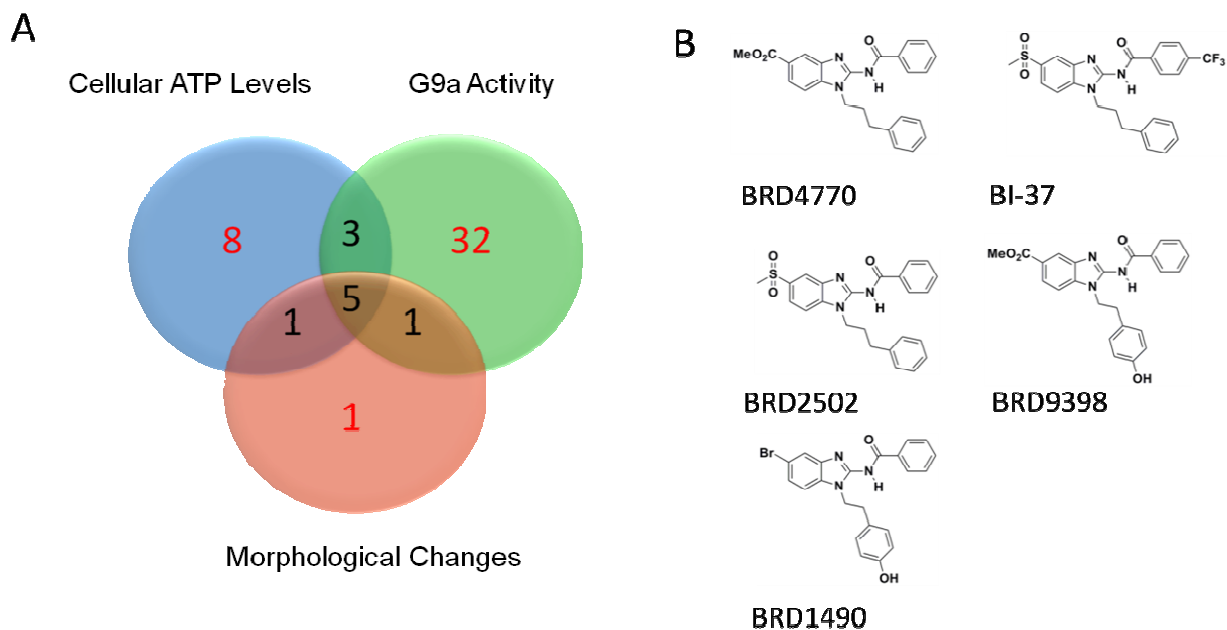 A
Cellular ATP Levels
G9a Activity
8
3
32
5
1
1
1
Morphological Changes
B
MeO₂C
N
N
O
N
H
BRD4770
O
S
O
N
N
O
N
H
CF₃
BI-37
O
S
O
N
N
O
N
H
BRD2502
MeO₂C
N
N
O
N
H
OH
BRD9398
Br
N
N
O
N
H
OH
BRD1490